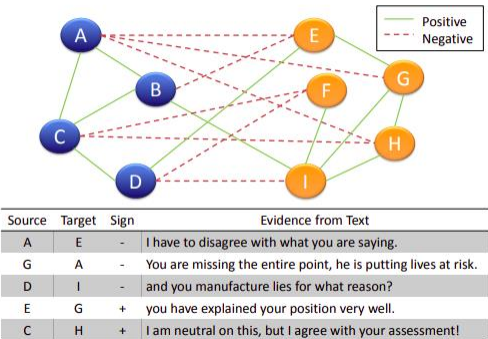 Positive
Negative
A
E
B
F
G
C
H
D
I
Source Target Sign Evidence from Text
A E - I have to disagree with what you are saying.
G A - You are missing the entire point, he is putting lives at risk.
D I - and you manufacture lies for what reason?
E G + you have explained your position very well.
C H + I am neutral on this, but I agree with your assessment!